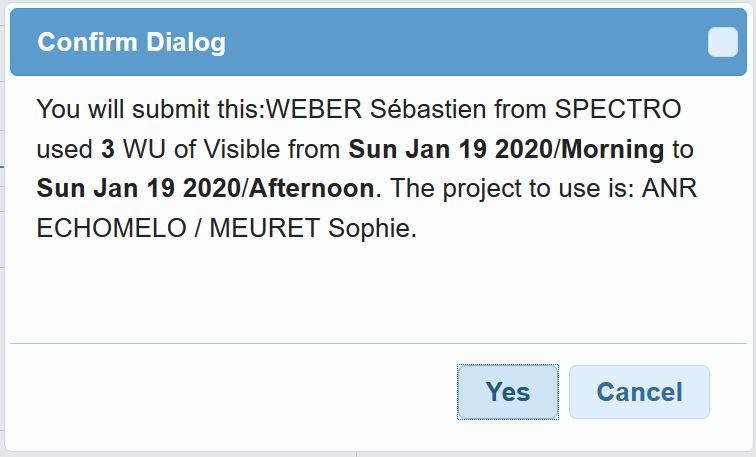 Confirm Dialog
You will submit this:WEBER Sébastien from SPECTRO
used 3 WU of Visible from Sun Jan 19 2020/Morning to
Sun Jan 19 2020/Afternoon. The project to use is: ANR
ECHOMELO / MEURET Sophie.
Yes
Cancel